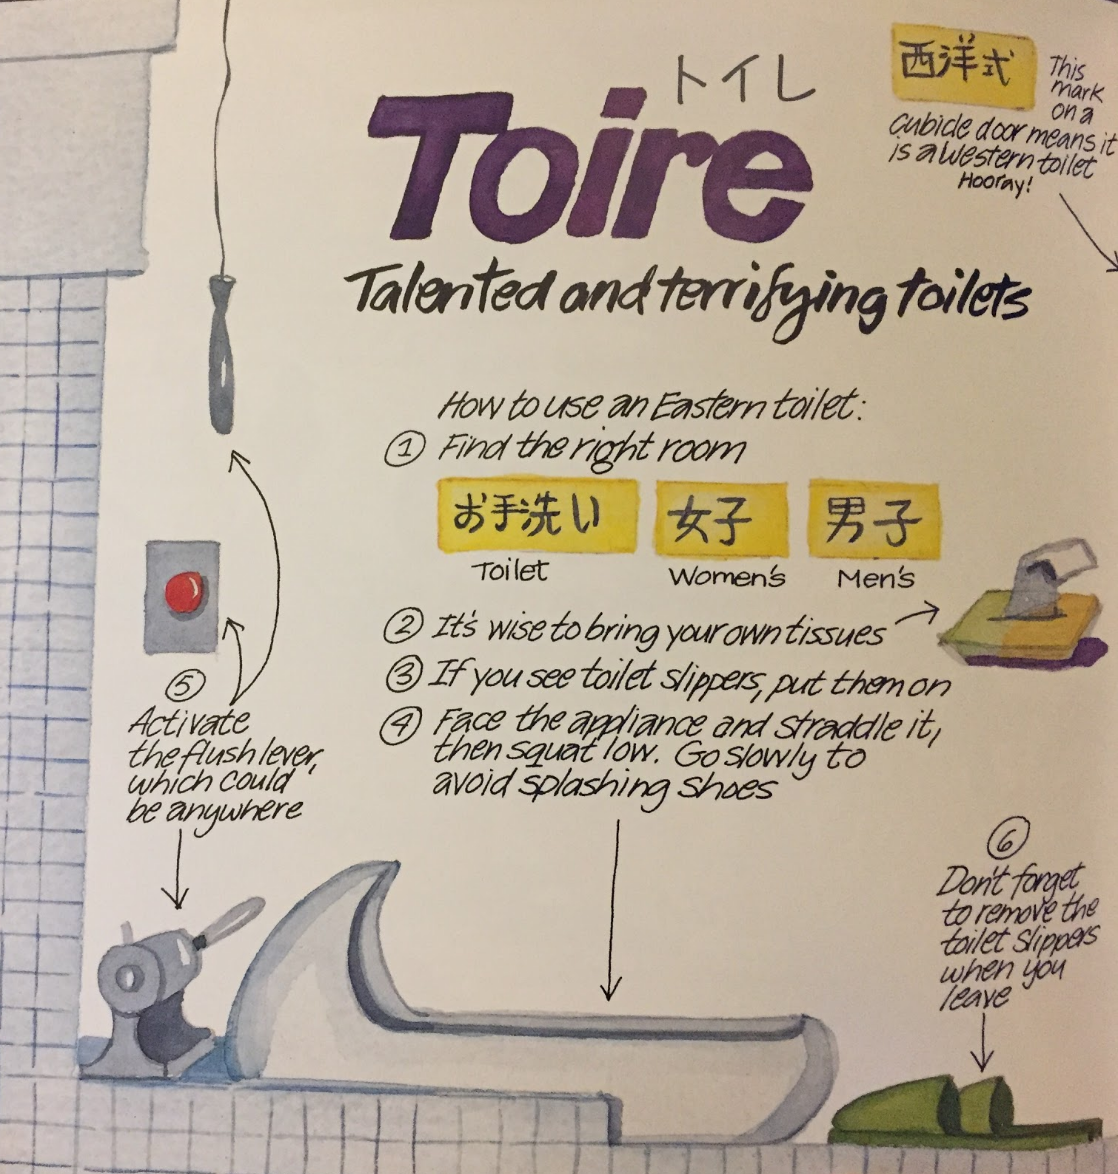 トイレ
Toire
Talented and terrifying toilets
西洋式
This
mark
on a
cubicle door means it
is a Western toilet
Hooray!
How to use an Eastern toilet:
① Find the right room
お手洗い 女子 男子
Toilet Women's Men's
② It's wise to bring your own tissues
③ If you see toilet slippers, put them on
④ Face the appliance and straddle it,
then squat low. Go slowly to
avoid splashing shoes
⑤
Activate
the flush lever,
which could
be anywhere
⑥
Don't forget
to remove the
toilet slippers
when you
leave